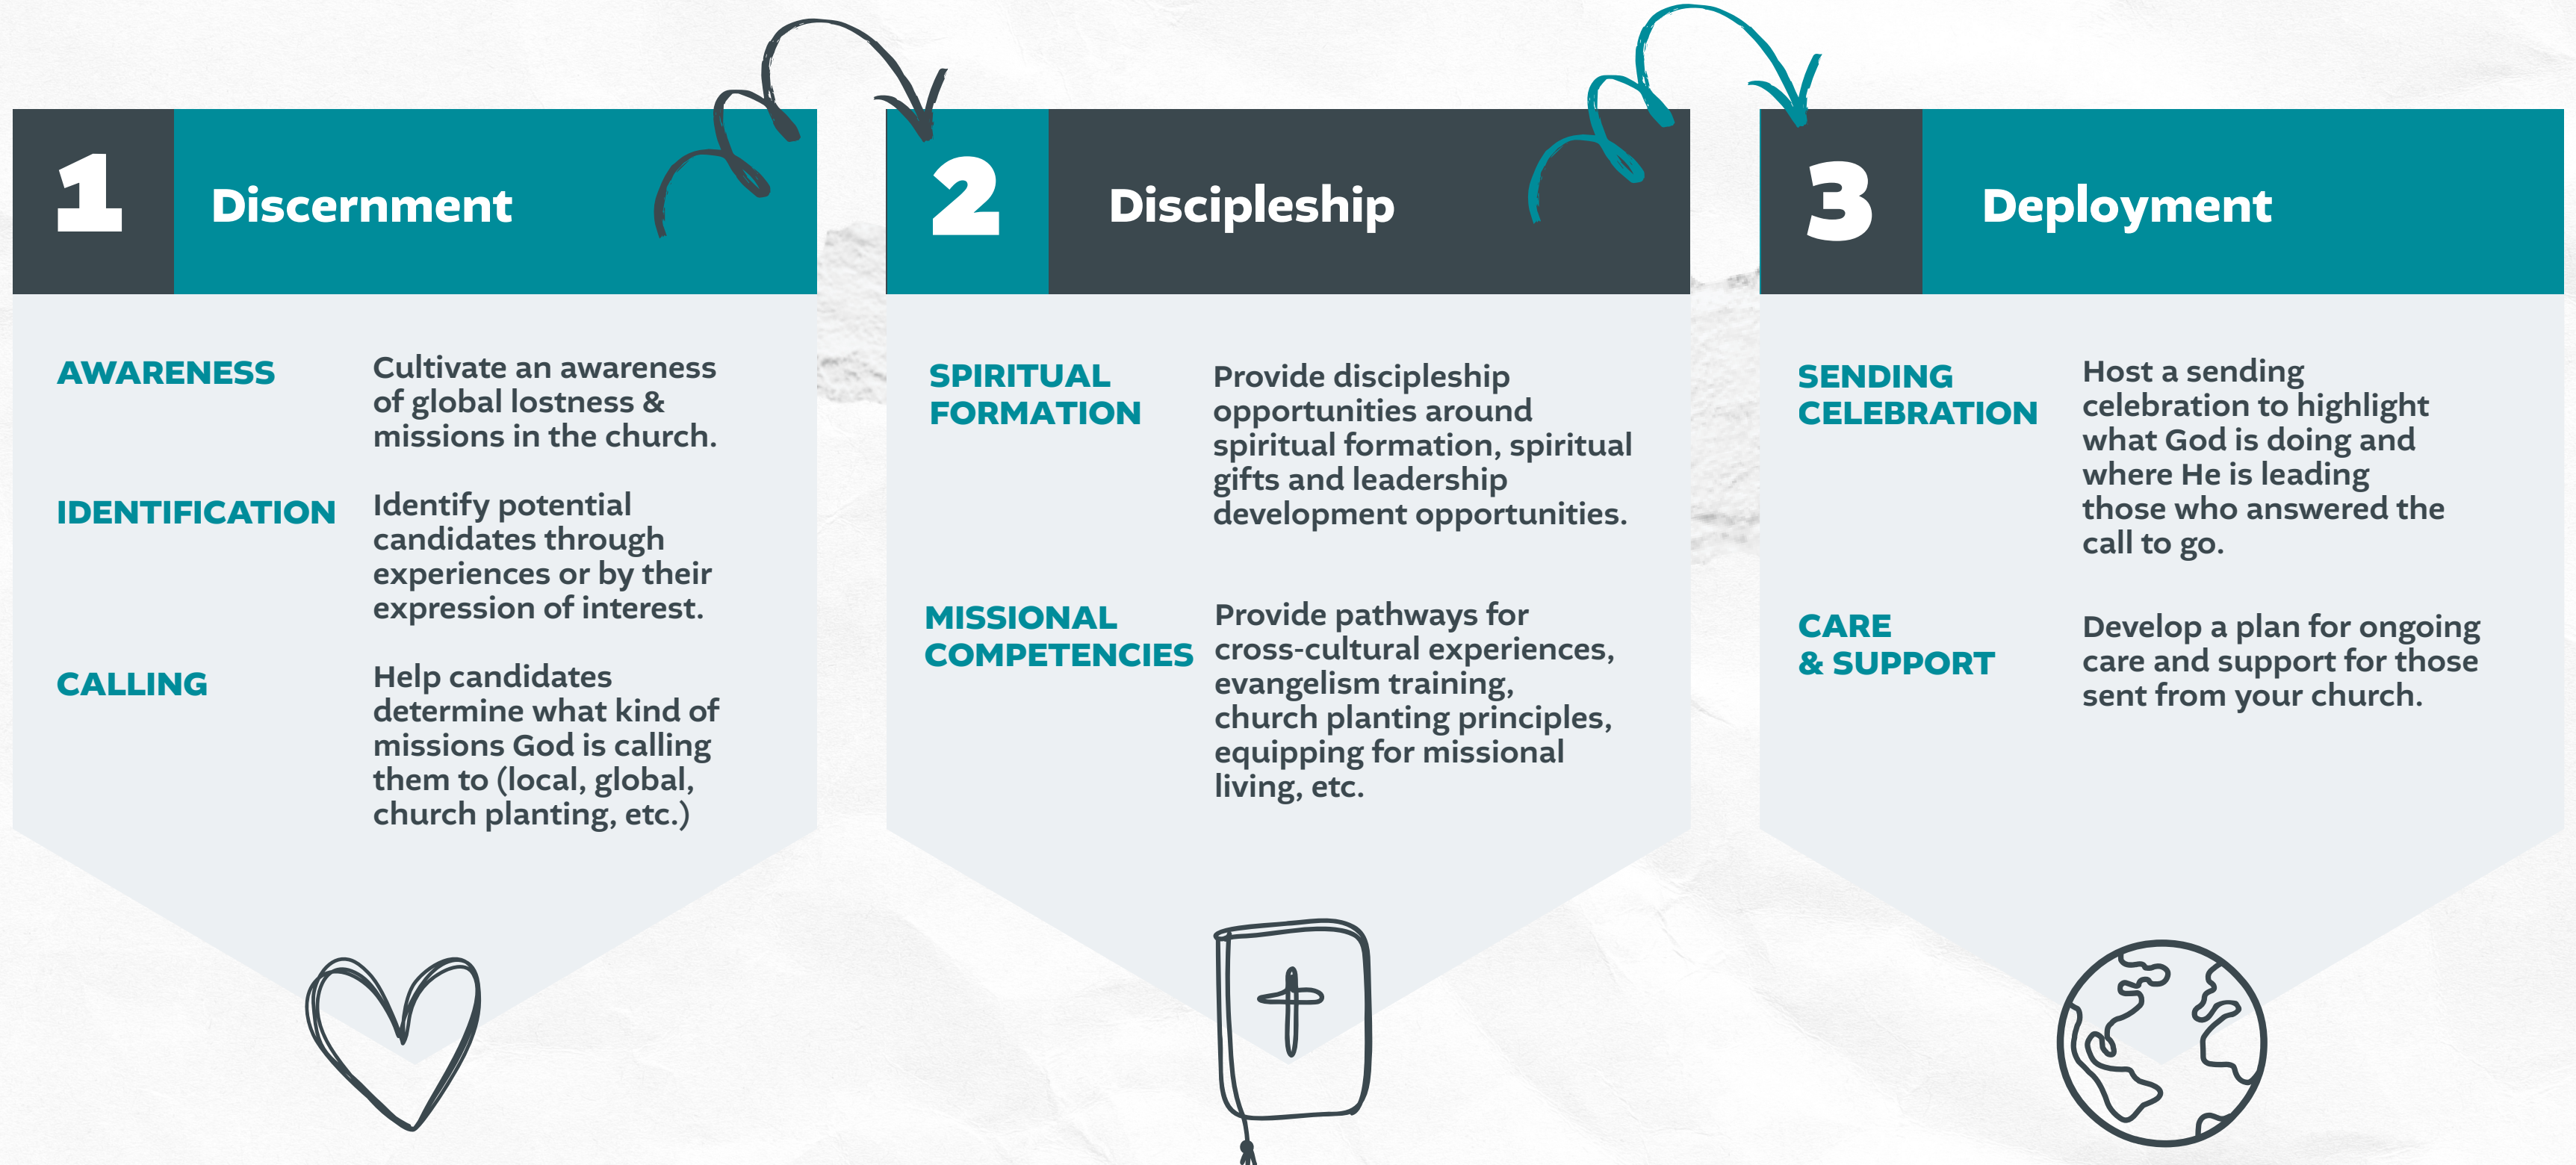 1
Discernment
AWARENESS
Cultivate an awareness
of global lostness &
missions in the church.
IDENTIFICATION
Identify potential
candidates through
experiences or by their
expression of interest.
CALLING
Help candidates
determine what kind of
missions God is calling
them to (local, global,
church planting, etc.)
2
Discipleship
SPIRITUAL
FORMATION
Provide discipleship
opportunities around
spiritual formation, spiritual
gifts and leadership
development opportunities.
MISSIONAL
COMPETENCIES
Provide pathways for
cross-cultural experiences,
evangelism training,
church planting principles,
equipping for missional
living, etc.
3
Deployment
SENDING
CELEBRATION
Host a sending
celebration to highlight
what God is doing and
where He is leading
those who answered the
call to go.
CARE
& SUPPORT
Develop a plan for ongoing
care and support for those
sent from your church.